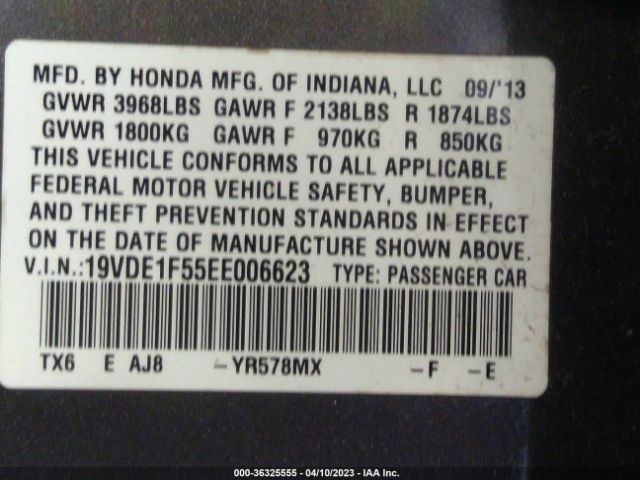 MFD. BY HONDA MFG. OF INDIANA, LLC 09/'13
GVWR 3968LBS GAWR F 2138LBS R 1874LBS
GVWR 1800KG GAWR F 970KG R 850KG
THIS VEHICLE CONFORMS TO ALL APPLICABLE
FEDERAL MOTOR VEHICLE SAFETY, BUMPER,
AND THEFT PREVENTION STANDARDS IN EFFECT
ON THE DATE OF MANUFACTURE SHOWN ABOVE.
V.I.N.:19VDE1F55EE006623 TYPE: PASSENGER CAR
TX6 E AJ8 -YR578MX -F -E
000-36325555 - 04/10/2023 - IAA Inc.